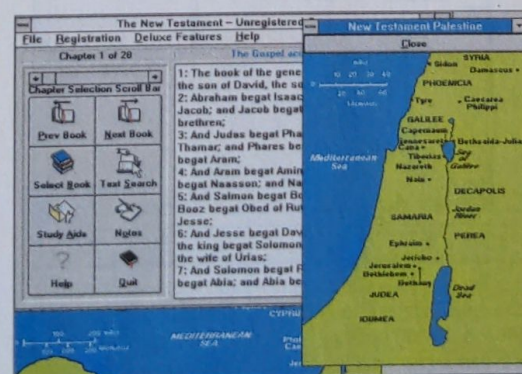 The New Testament – Unregistered
File Registration Deluxe Features Help
Chapter 1 of 28
The Gospel acc
Chapter Selection Scroll Bar
Prev Book Next Book
Select Book Text Search
Study Aids Notes
Help Quit
1: The book of the gene
the son of David, the so
2: Abraham begat Isaac
Jacob; and Jacob begat
brethren;
3: And Judas begat Pha
Thamar; and Phares be
begat Aram;
4: And Aram begat Amin
begat Naasson; and Na
5: And Salmon begat Bo
Booz begat Obed of Rut
Jesse;
6: And Jesse begat Dav
the king begat Solomon
the wife of Urias;
7: And Solomon begat R
begat Abia; and Abia be
MEDITERRANEAN
SEA
CYPRU
New Testament Palestine
Close
SYRIA
Sidon
Damascus
PHOENICIA
Tyre
Caesarea
Philippi
GALILEE
Capernaum
Gennesaret
Bethsaida-Julia
Cana
Tiberias
Sea
of
Galilee
Nazareth
Nain
Mediterranean
Sea
DECAPOLIS
Jordan
River
SAMARIA
PEREA
Ephraim
Jericho
Jerusalem
Bethlehem
Bethany
Dead
Sea
JUDEA
IDUMEA